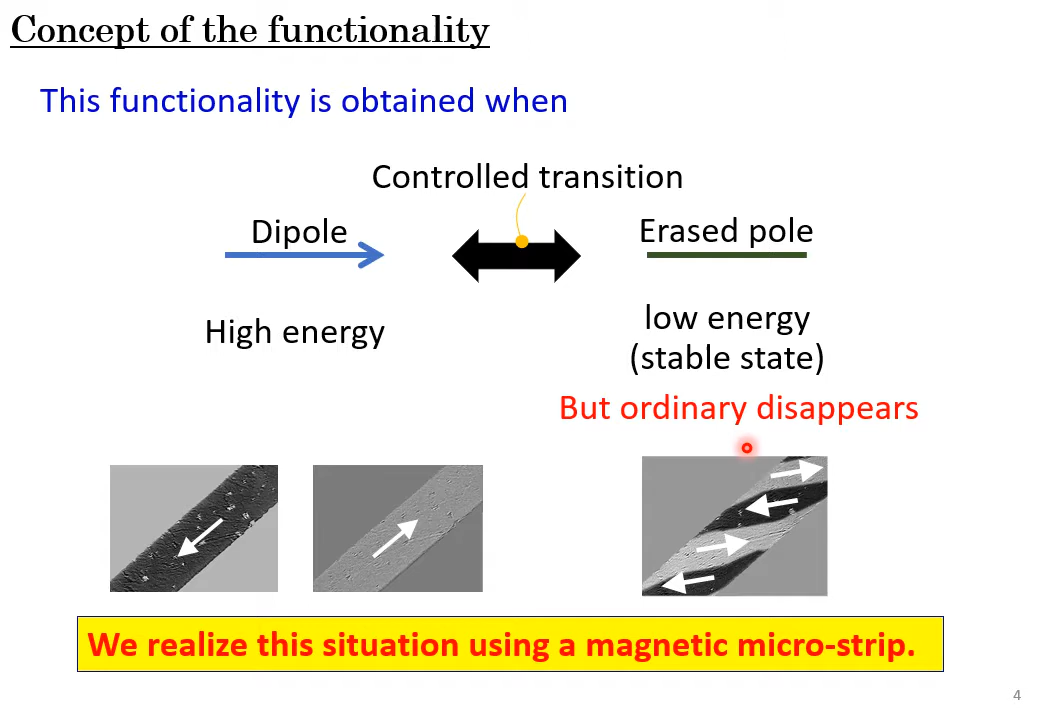 Concept of the functionality
This functionality is obtained when
Controlled transition
Dipole
Erased pole
High energy
low energy
(stable state)
But ordinary disappears
We realize this situation using a magnetic micro-strip.
4